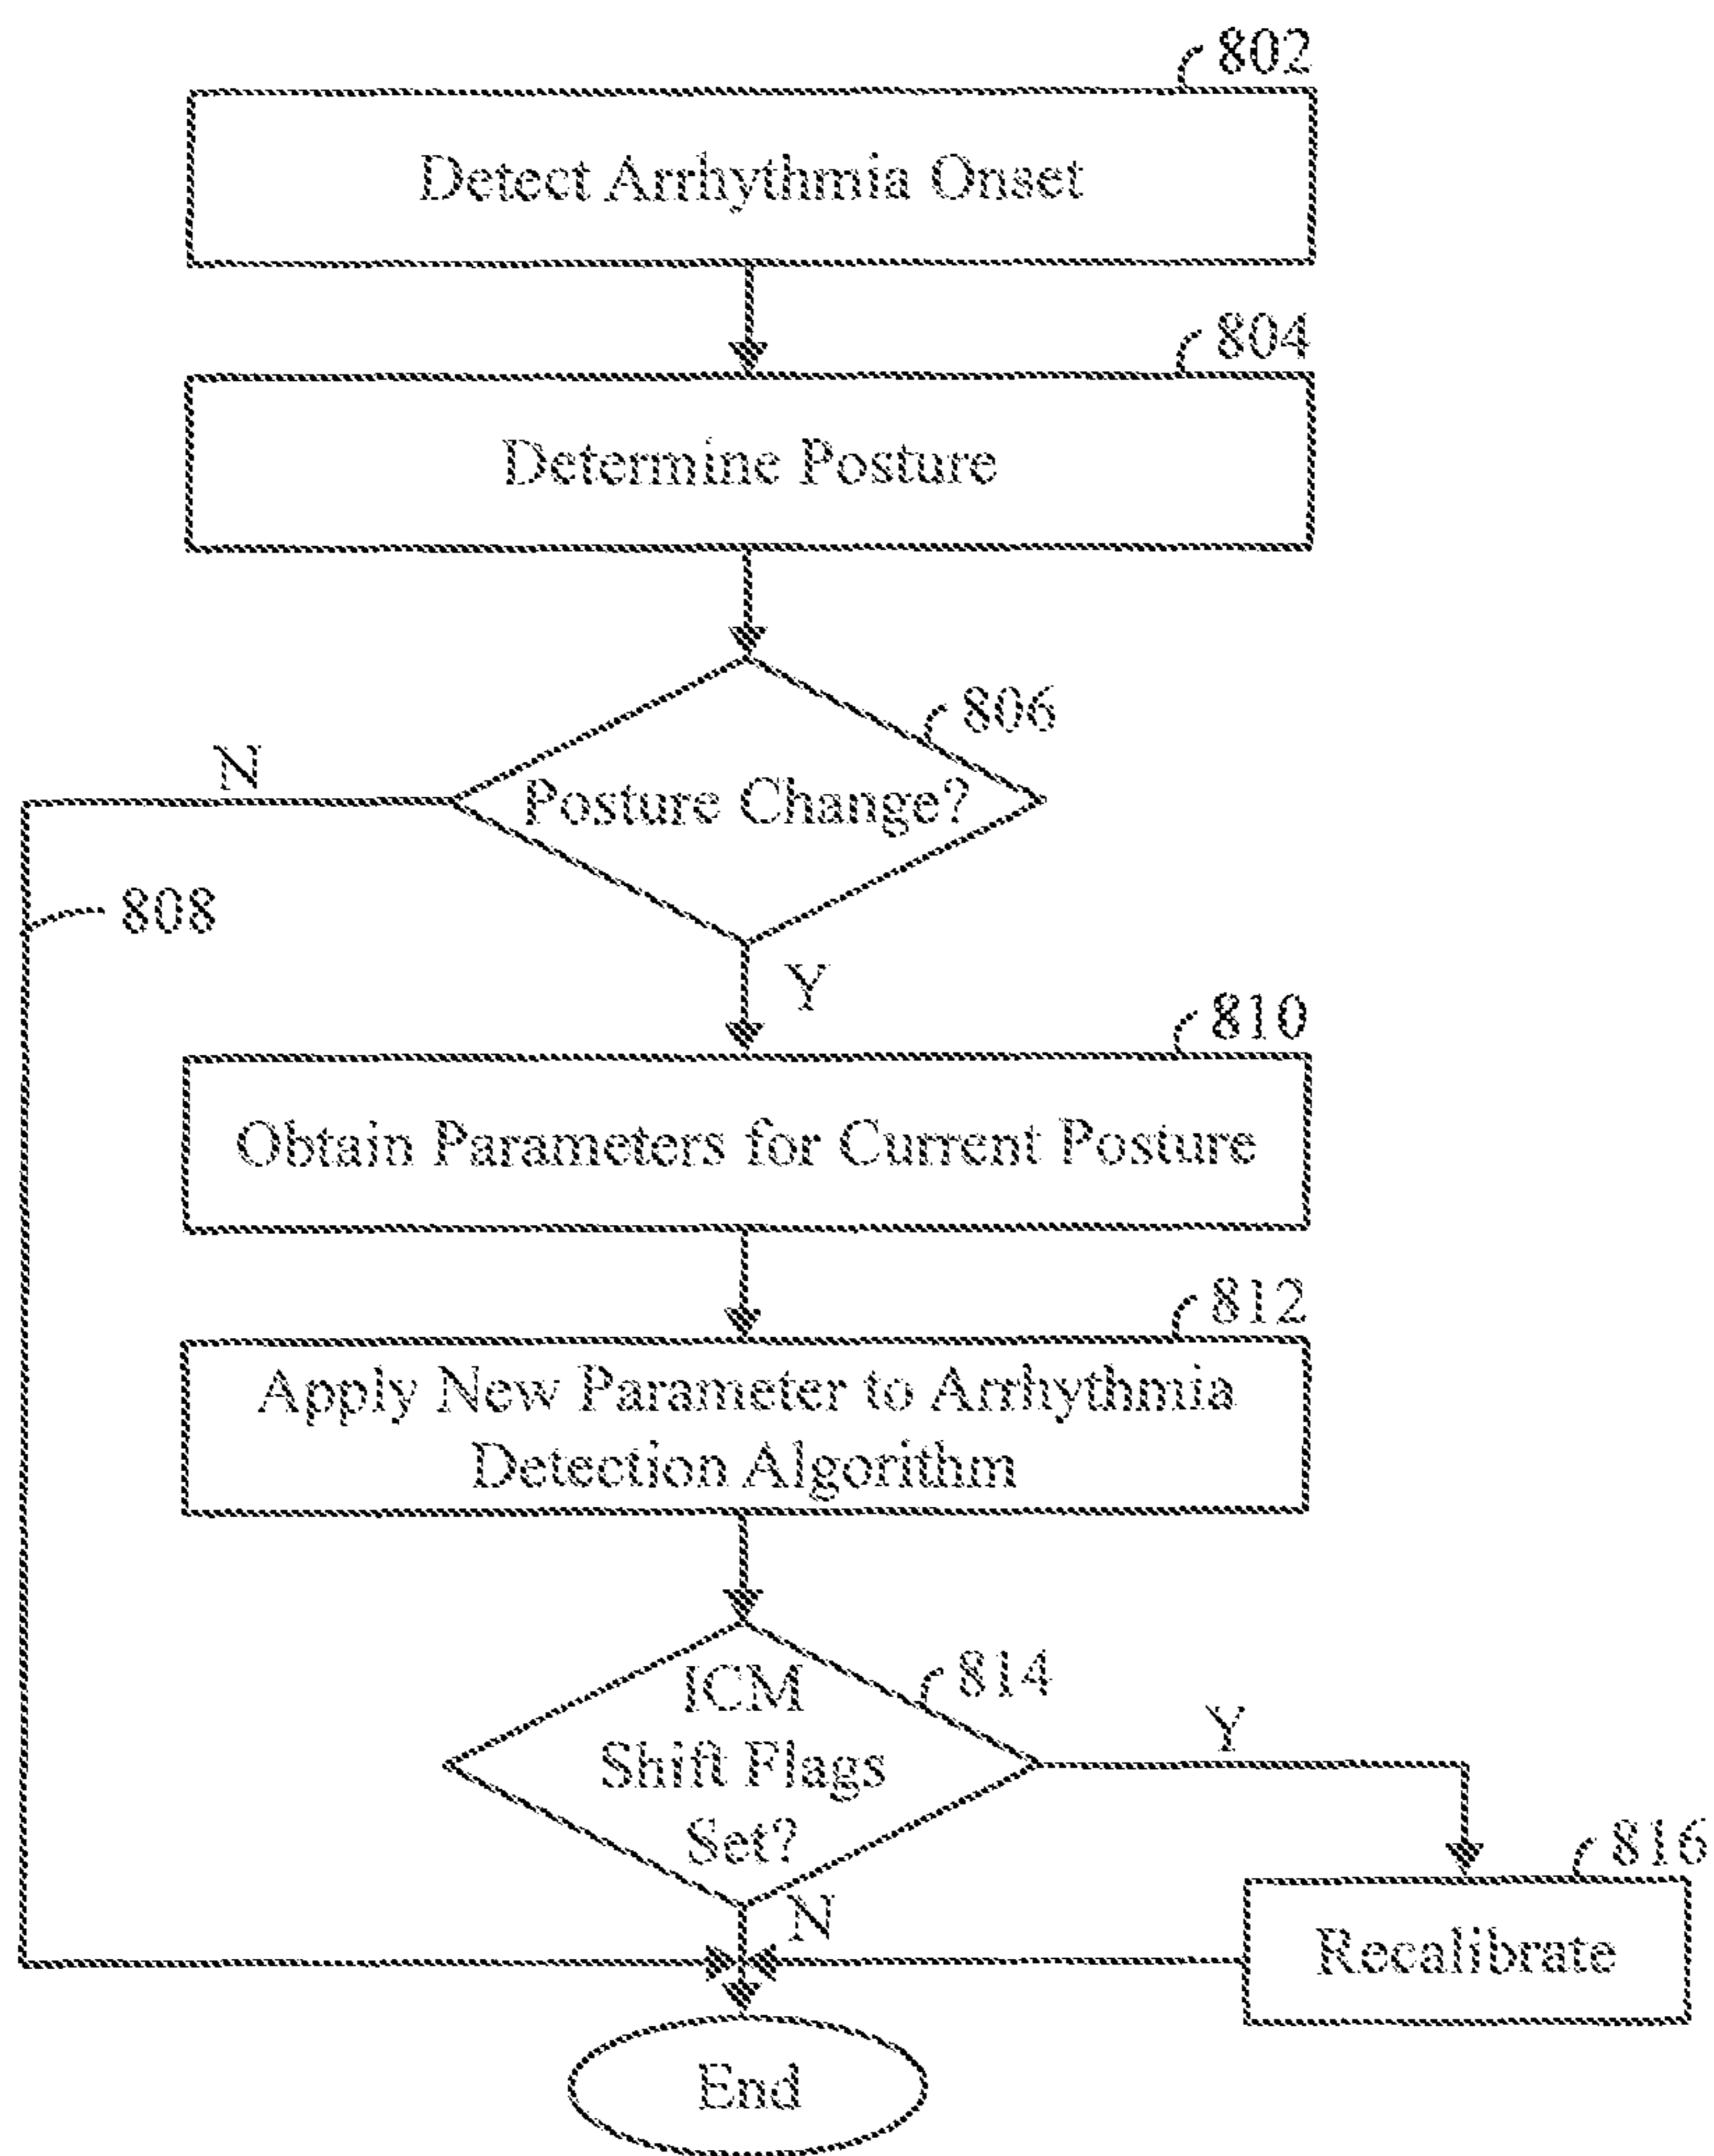 802
Detect Arrhythmia Onset
804
Determine Posture
806
N
Posture Change?
808
Y
810
Obtain Parameters for Current Posture
812
Apply New Parameter to Arrhythmia
Detection Algorithm
814
ICM
Y
Shift Flags
Set?
816
N
Recalibrate
End